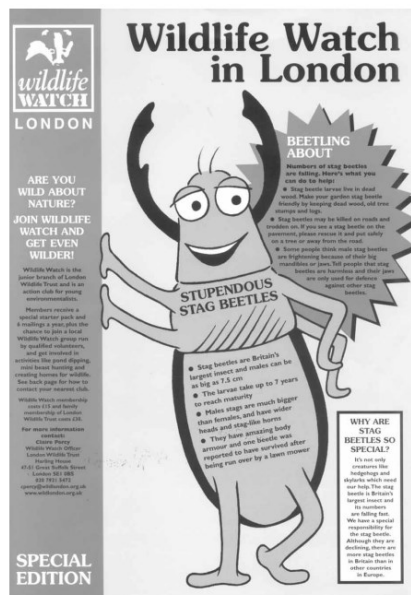 wildlife
WATCH
LONDON
Wildlife Watch
in London
ARE YOU
WILD ABOUT
NATURE?
JOIN WILDLIFE
WATCH AND
GET EVEN
WILDER!
Wildlife Watch is the
junior branch of London
Wildlife Trust and is an
action club for young
environmentalists.
Members receive a
special starter pack and
6 mailings a year, plus the
chance to join a local
Wildlife Watch group run
by qualified volunteers,
and get involved in
activities like pond dipping,
mini beast hunting and
creating homes for wildlife.
See back page for how to
contact your nearest club.
Wildlife Watch membership
costs £15 and family
membership of London
Wildlife Trust costs £30.
For more information
contact:
Wildlife Watch Officer
London Wildlife Trust
Harling House
47-51 Great Suffolk Street
London SE1 0BS
www.wildlondon.org.uk
SPECIAL
EDITION
BEETLING
ABOUT
Numbers of stag beetles
are falling. Here's what you
can do to help:
● Stag beetle larvae live in dead
wood. Make your garden stag beetle
friendly by keeping dead wood, old tree
stumps and logs.
● Stag beetles may be killed on roads and
trodden on. If you see a stag beetle on the
pavement, please rescue it and put safely
on a tree or away from the road.
● Some people think male stag beetles
are frightening because of their big
mandibles or jaws. Tell people that stag
beetles are harmless and their jaws
are only used for defence
against other stag
beetles.
STUPENDOUS
STAG BEETLES
● Stag beetles are Britain's
largest insect and males can be
as big as 7.5 cm
● The larvae take up to 7 years
to reach maturity
● Males stags are much bigger
than females, and have wider
heads and stag-like horns
● They have amazing body
armour and one beetle was
reported to have survived after
being run over by a lawn mower
WHY ARE
STAG
BEETLES SO
SPECIAL?
It's not only
creatures like
hedgehogs and
skylarks which need
our help. The stag
beetle is Britain's
largest insect and
its numbers
are falling fast.
We have a special
responsibility for
the stag beetle.
Although they are
declining, there are
more stag beetles
in Britain than in
other countries
in Europe.